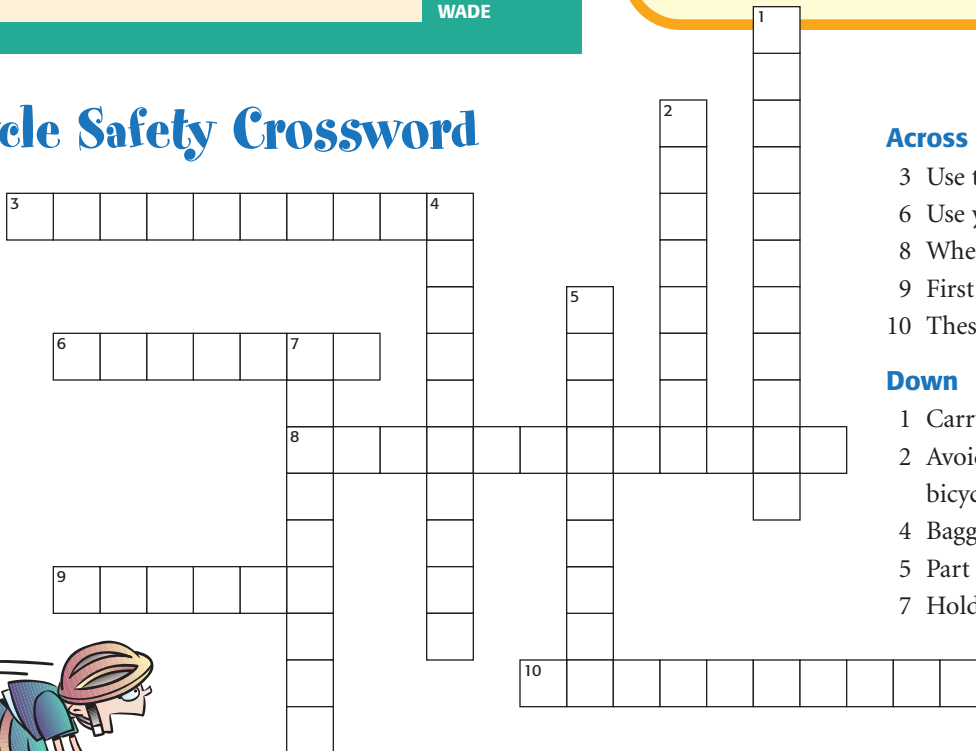 WADE
cle Safety Crossword
1
2
3
4
5
6
7
8
9
10
Across
3 Use t
6 Use y
8 Whe
9 First
10 Thes
Down
1 Carr
2 Avoi
bicyc
4 Bagg
5 Part
7 Hold